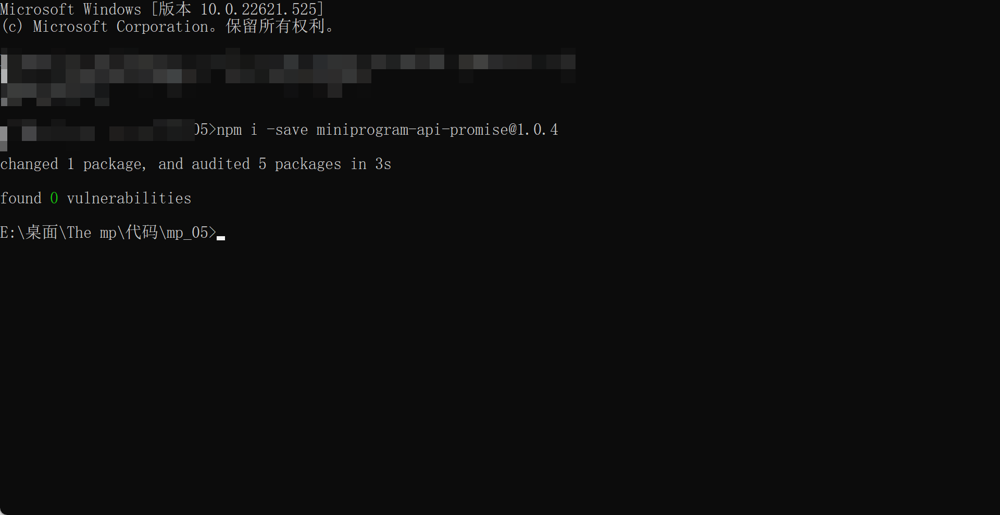 Microsoft Windows [版本 10.0.22621.525]
(c) Microsoft Corporation。保留所有权利。
05>npm i -save miniprogram-api-promise@1.0.4
changed 1 package, and audited 5 packages in 3s
found 0 vulnerabilities
E:\桌面\The mp\代码\mp_05>